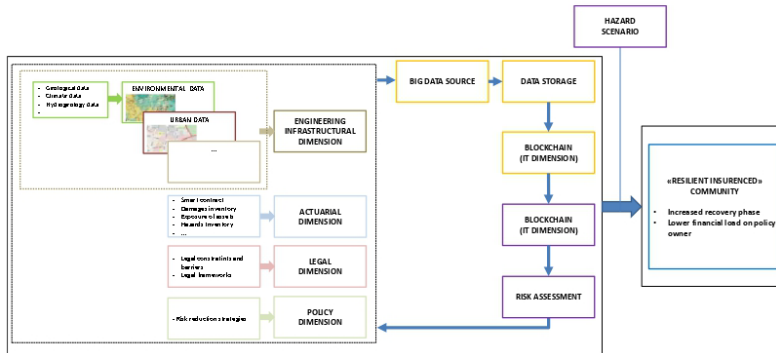 HAZARD
SCENARIO
- Geological data
- Climate data
- Hydrogeology data
-
ENVIRONMENTAL DATA
URBAN DATA
...
ENGINEERING
INFRASTRUCTURAL
DIMENSION
BIG DATA SOURCE
DATA STORAGE
BLOCKCHAIN
(IT DIMENSION)
BLOCKCHAIN
(IT DIMENSION)
RISK ASSESSMENT
- Smart contract
- Damages inventory
- Exposure of assets
- Hazards Inventory
- ...
ACTUARIAL
DIMENSION
- Legal constraints and
barriers
- Legal frameworks
LEGAL
DIMENSION
- Risk reduction strategies
POLICY
DIMENSION
«RESILIENT INSURENCED»
COMMUNITY
• Increased recovery phase
• Lower financial load on policy
owner